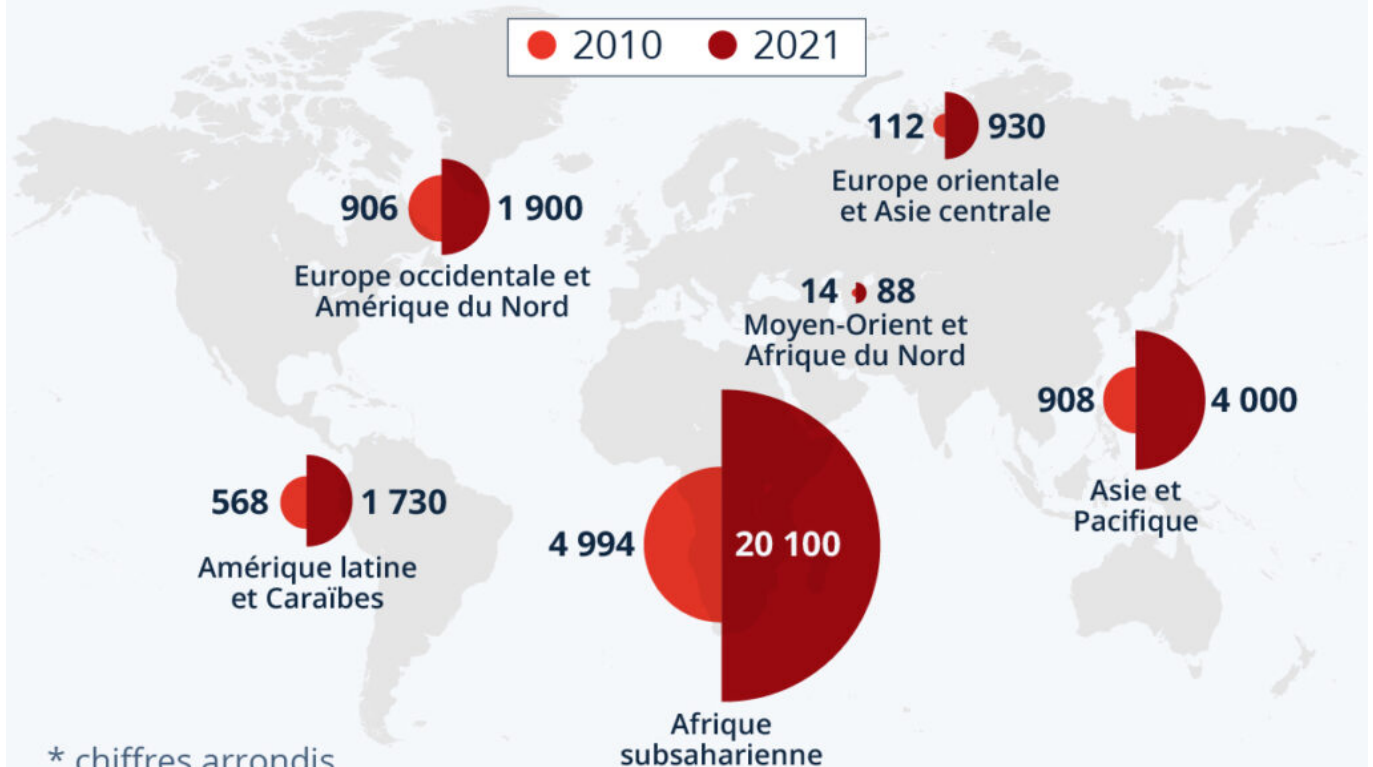 2010 2021
112 930
Europe orientale
et Asie centrale
906 1 900
Europe occidentale et
Amérique du Nord
14 88
Moyen-Orient et
Afrique du Nord
908 4 000
Asie et
Pacifique
568 1 730
Amérique latine
et Caraïbes
4 994 20 100
Afrique
subsaharienne
* chiffres arrondis